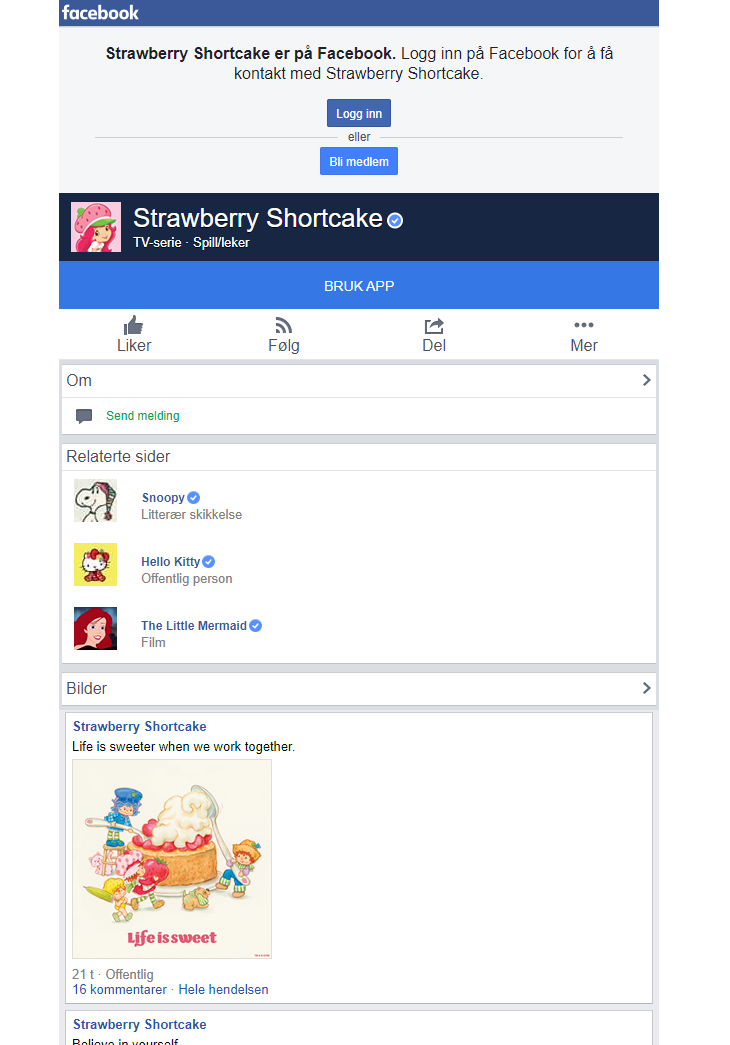 facebook
Strawberry Shortcake er på Facebook. Logg inn på Facebook for å få
kontakt med Strawberry Shortcake.
Logg inn
eller
Bli medlem
Strawberry Shortcake
TV-serie · Spill/leker
BRUK APP
Liker
Følg
Del
Mer
Om
Send melding
Relaterte sider
Snoopy
Litterær skikkelse
Hello Kitty
Offentlig person
The Little Mermaid
Film
Bilder
Strawberry Shortcake
Life is sweeter when we work together.
Life is sweet
21 t · Offentlig
16 kommentarer · Hele hendelsen
Strawberry Shortcake
Believe in yourself